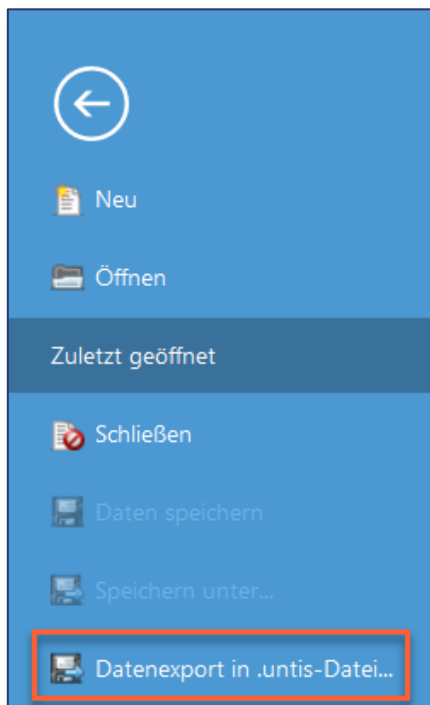 Neu
Öffnen
Zuletzt geöffnet
Schließen
Daten speichern
Speichern unter...
Datenexport in .untis-Datei...